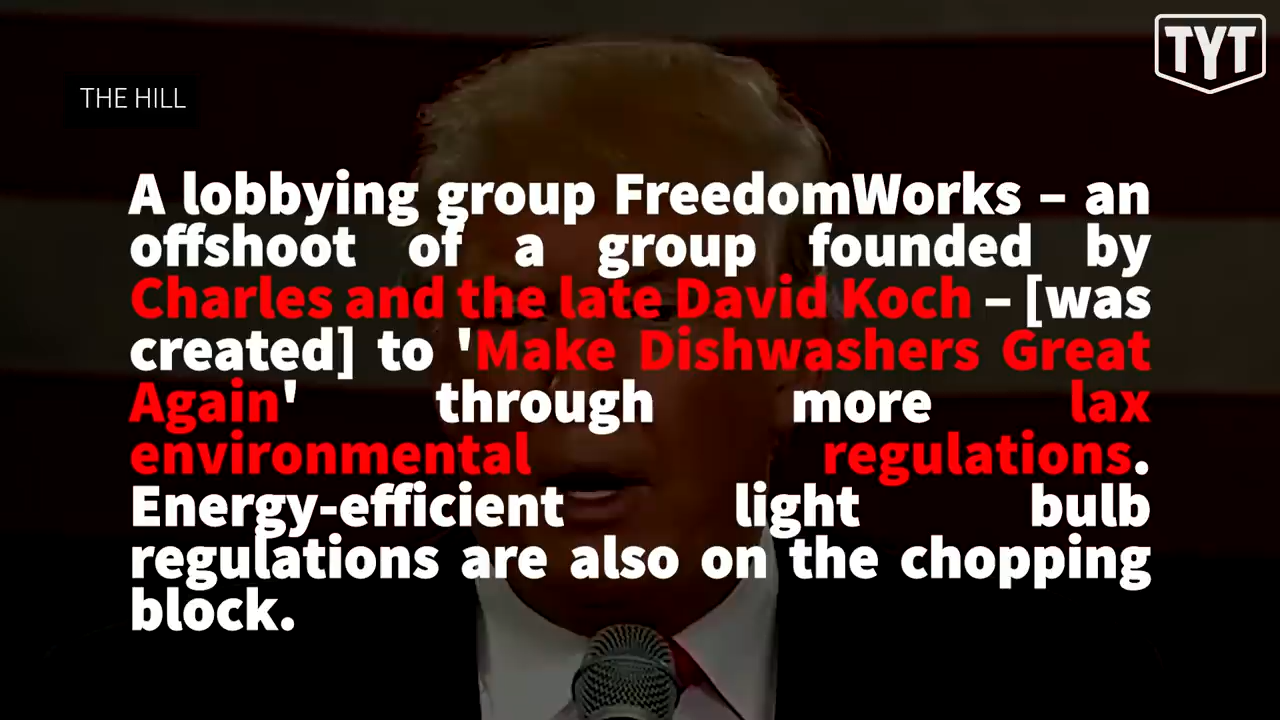 TYT
THE HILL
A lobbying group FreedomWorks – an
offshoot of a group founded by
Charles and the late David Koch – [was
created] to 'Make Dishwashers Great
Again' through more lax
environmental regulations.
Energy-efficient light bulb
regulations are also on the chopping
block.